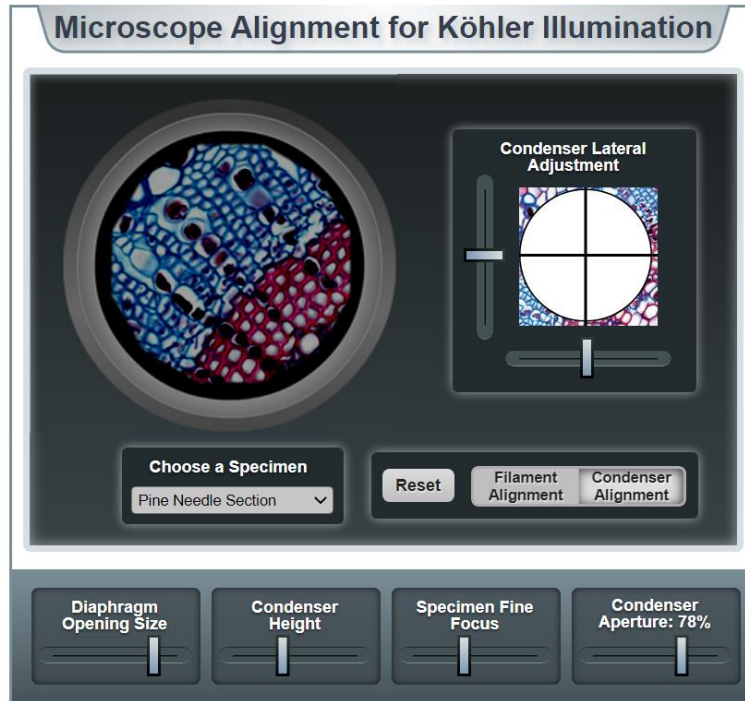 Microscope Alignment for Köhler Illumination
Condenser Lateral
Adjustment
Choose a Specimen
Pine Needle Section
Reset
Filament
Alignment
Condenser
Alignment
Diaphragm
Opening Size
Condenser
Height
Specimen Fine
Focus
Condenser
Aperture: 78%